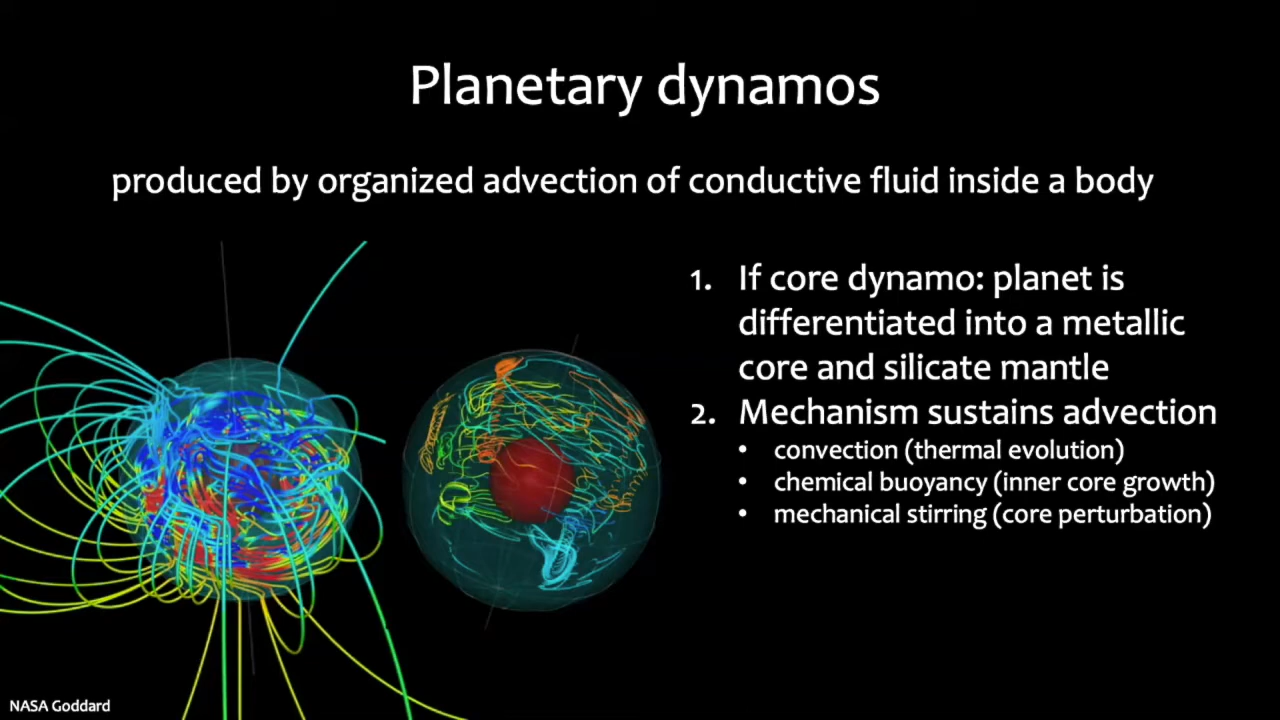 Planetary dynamos
produced by organized advection of conductive fluid inside a body
1. If core dynamo: planet is
differentiated into a metallic
core and silicate mantle
2. Mechanism sustains advection
• convection (thermal evolution)
• chemical buoyancy (inner core growth)
• mechanical stirring (core perturbation)
NASA Goddard